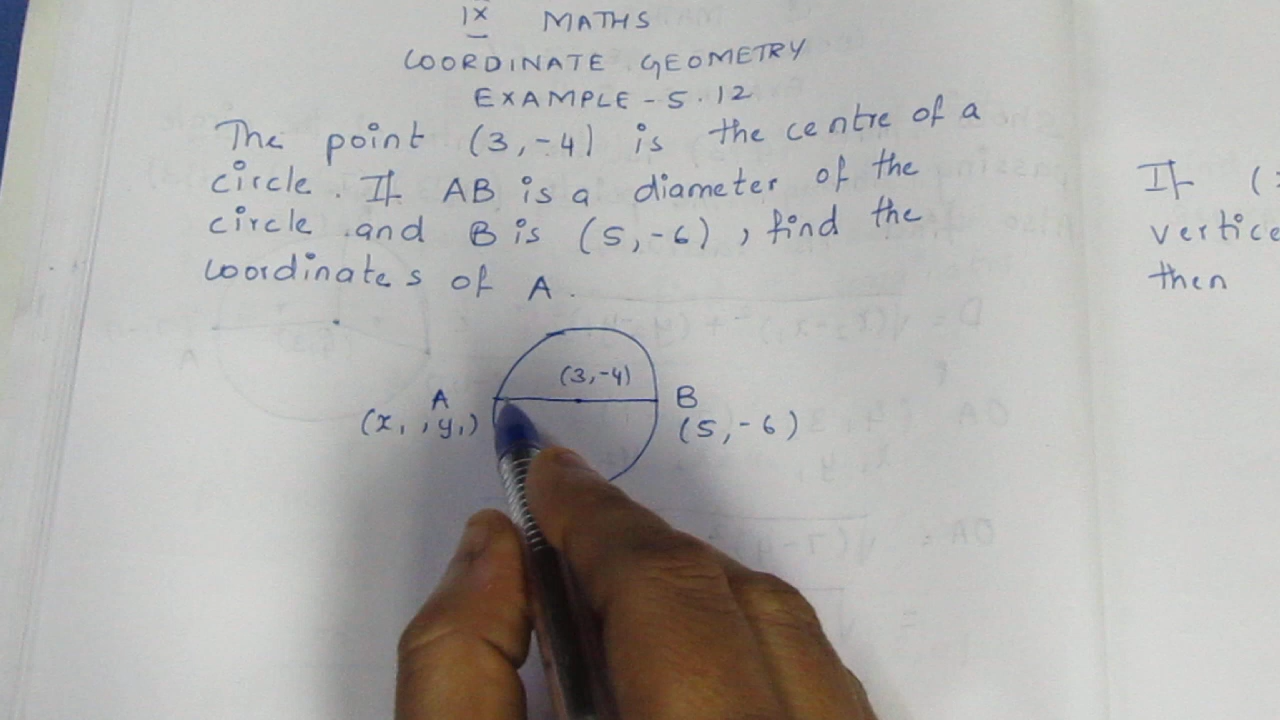 IX MATHS
COORDINATE GEOMETRY
EXAMPLE - 5.12
The point (3,-4) is the centre of a
circle. If AB is a diameter of the
circle and B is (5,-6), find the
coordinates of A.
(3,-4)
A
B
(x₁,y₁)
(5,-6)
If (
vertice
then